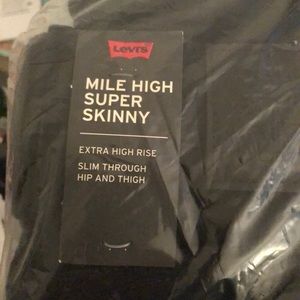 Levi's
MILE HIGH
SUPER
SKINNY
EXTRA HIGH RISE
SLIM THROUGH
HIP AND THIGH